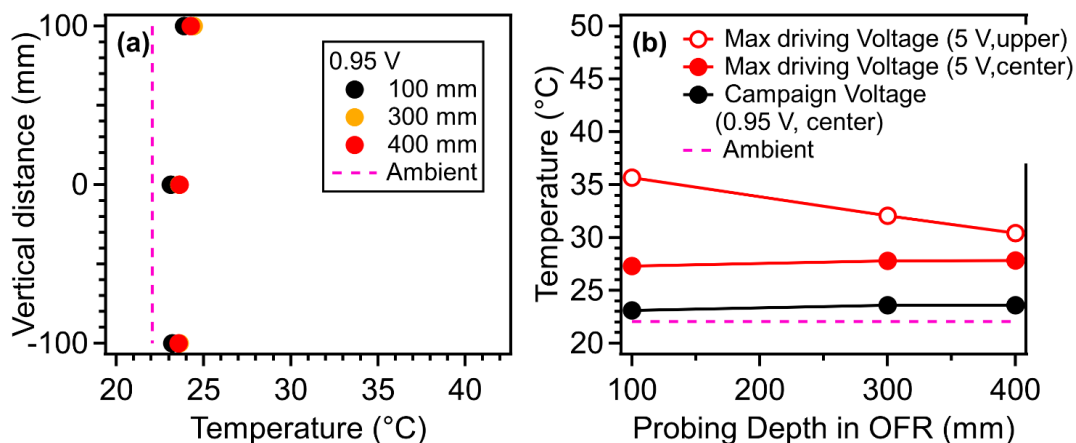 (a)
Vertical distance (mm)
100
0
-100
0.95 V
100 mm
300 mm
400 mm
Ambient
20
25
30
35
40
Temperature (°C)
(b)
Temperature (°C)
50
45
40
35
30
25
20
Max driving Voltage (5 V,upper)
Max driving Voltage (5 V,center)
Campaign Voltage
(0.95 V, center)
Ambient
100
200
300
400
Probing Depth in OFR (mm)